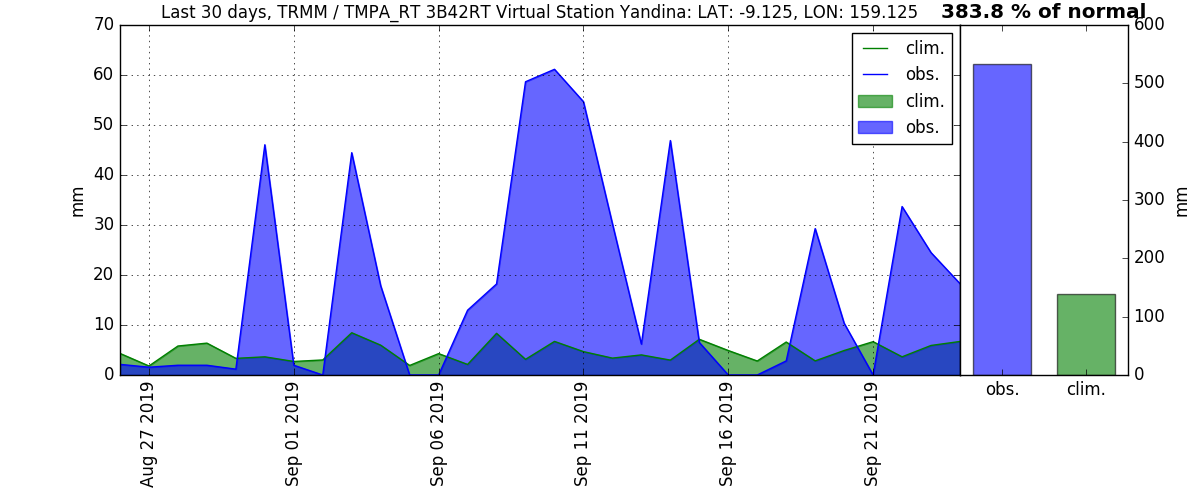 Last 30 days, TRMM / TMPA_RT 3B42RT Virtual Station Yandina: LAT: -9.125, LON: 159.125
383.8 % of normal
70
60
50
40
30
20
10
0
mm
clim.
obs.
clim.
obs.
600
500
400
300
200
100
0
mm
Aug 27 2019
Sep 01 2019
Sep 06 2019
Sep 11 2019
Sep 16 2019
Sep 21 2019
obs.
clim.